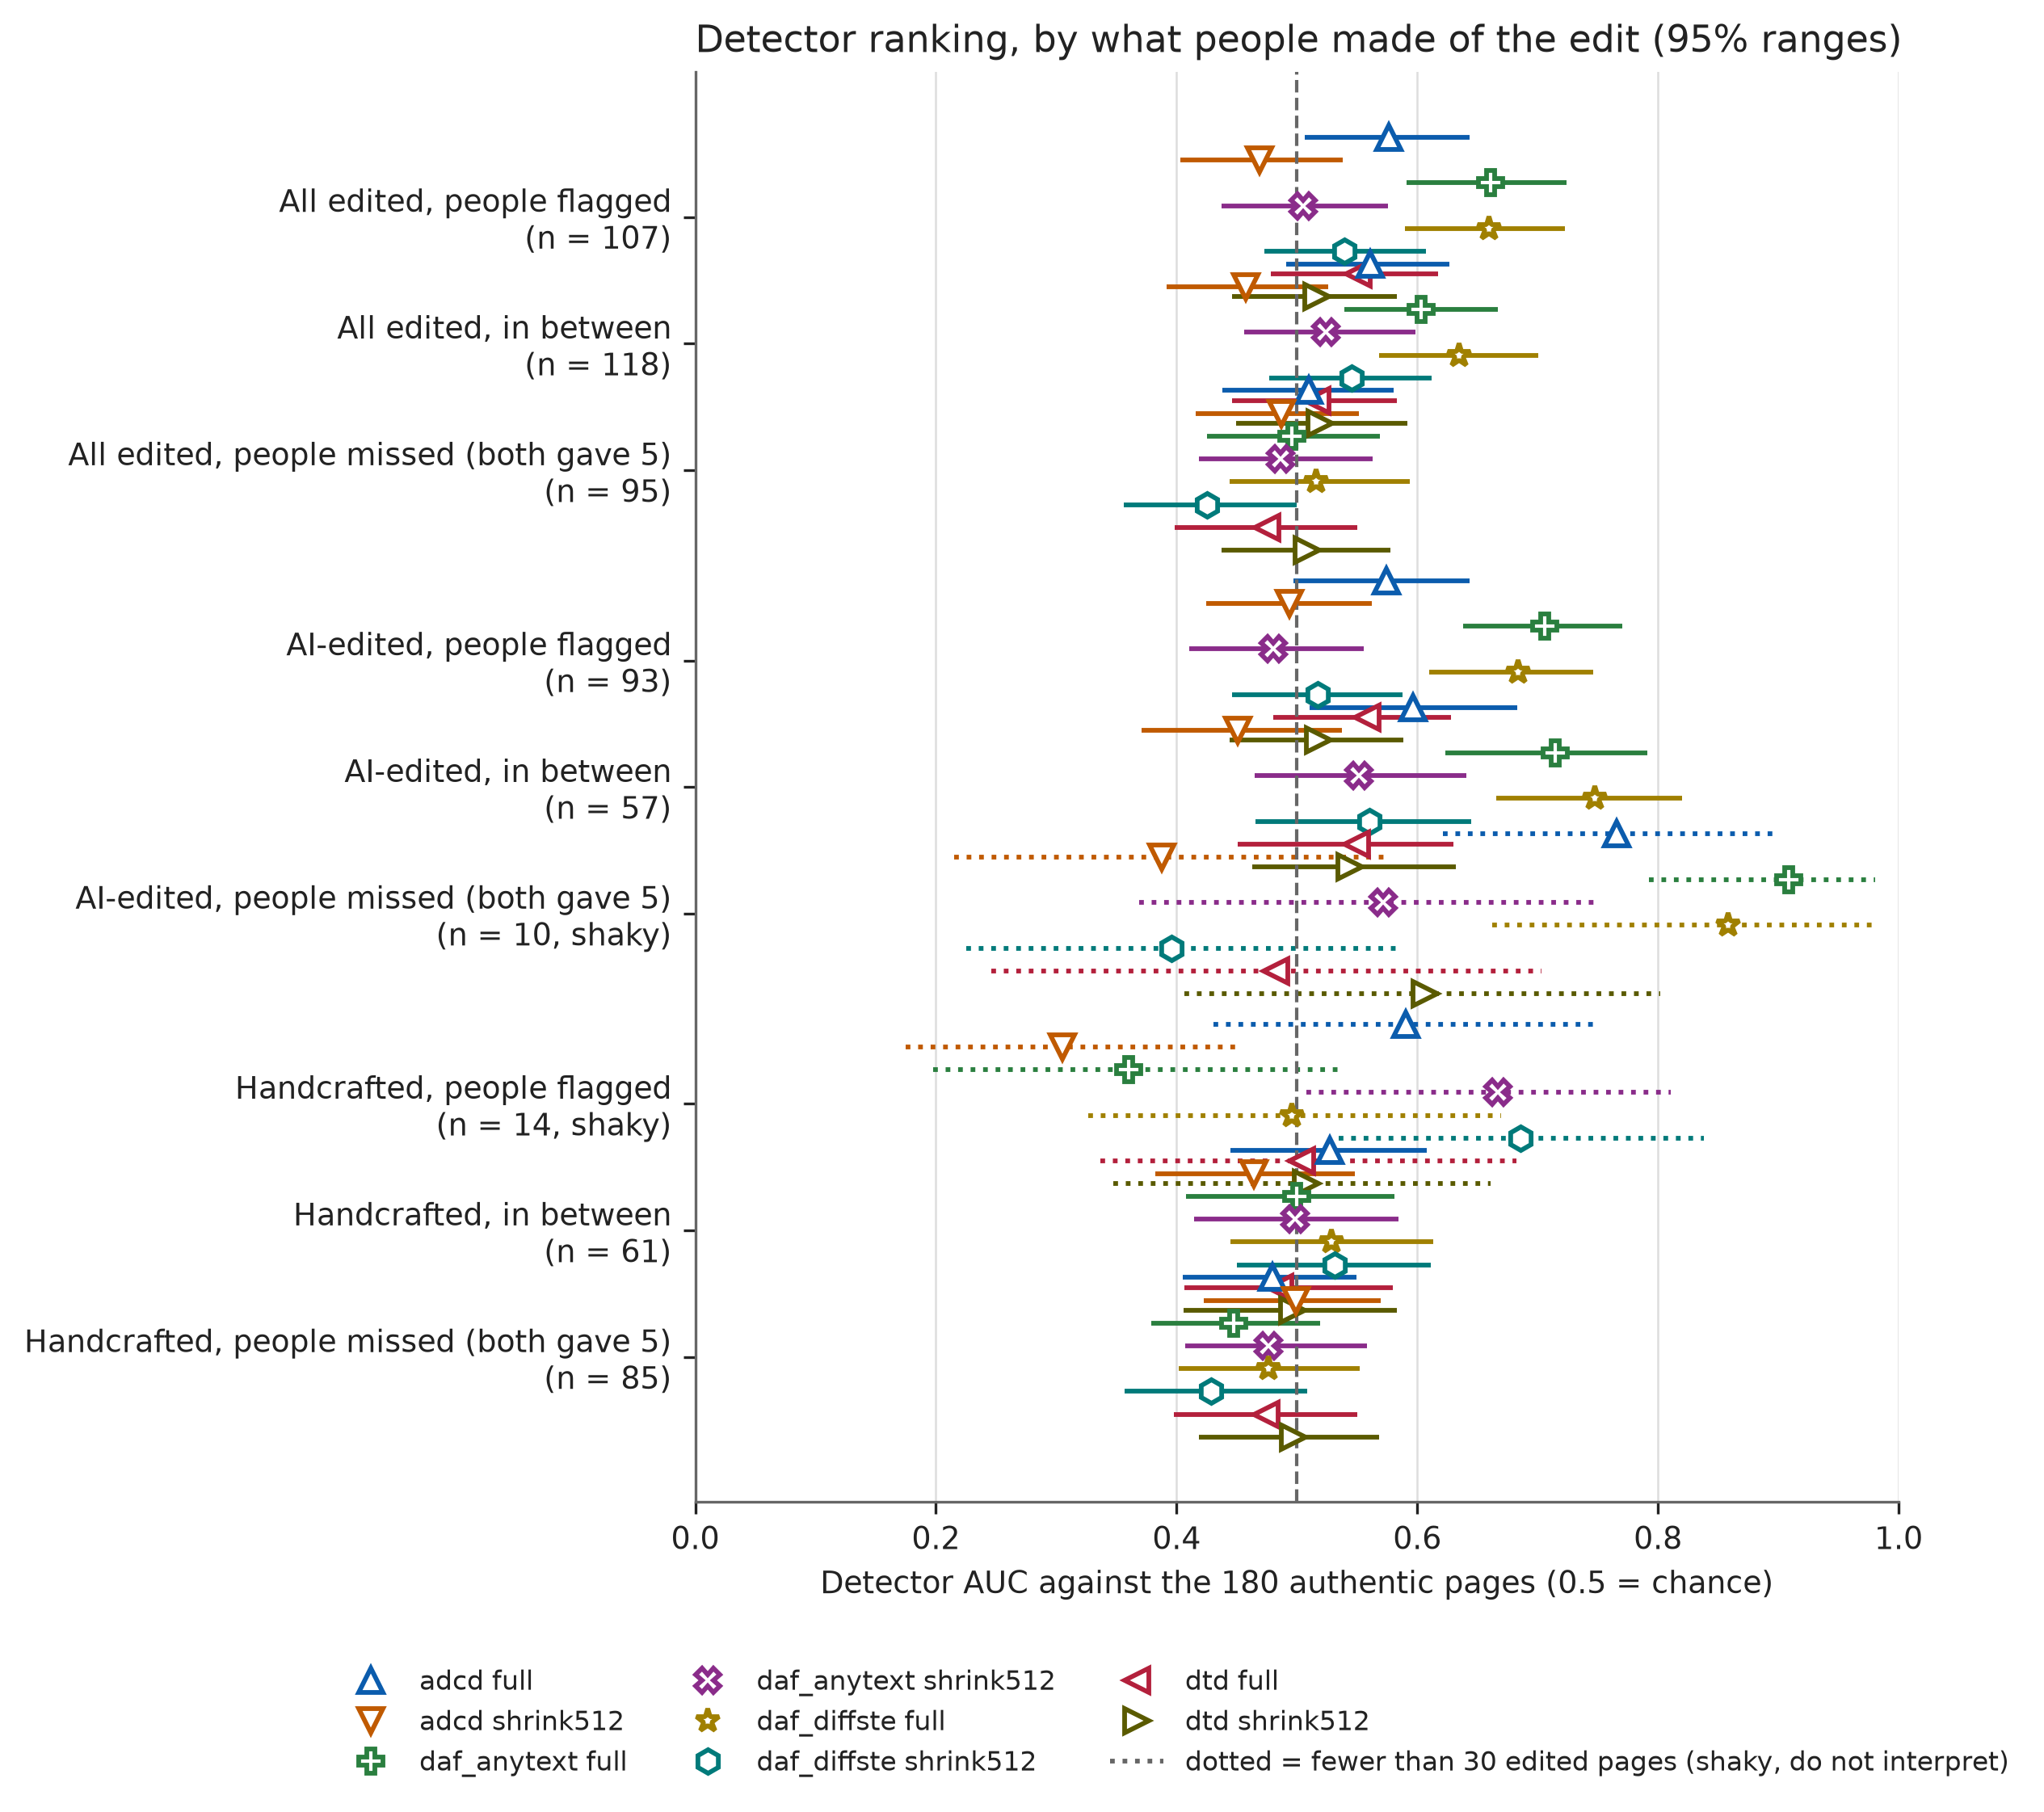 Detector ranking, by what people made of the edit (95% ranges)
All edited, people flagged
(n = 107)
All edited, in between
(n = 118)
All edited, people missed (both gave 5)
(n = 95)
AI-edited, people flagged
(n = 93)
AI-edited, in between
(n = 57)
AI-edited, people missed (both gave 5)
(n = 10, shaky)
Handcrafted, people flagged
(n = 14, shaky)
Handcrafted, in between
(n = 61)
Handcrafted, people missed (both gave 5)
(n = 85)
0.0 0.2 0.4 0.6 0.8 1.0
Detector AUC against the 180 authentic pages (0.5 = chance)
adcd full
adcd shrink512
daf_anytext full
daf_anytext shrink512
daf_diffste full
daf_diffste shrink512
dtd full
dtd shrink512
dotted = fewer than 30 edited pages (shaky, do not interpret)